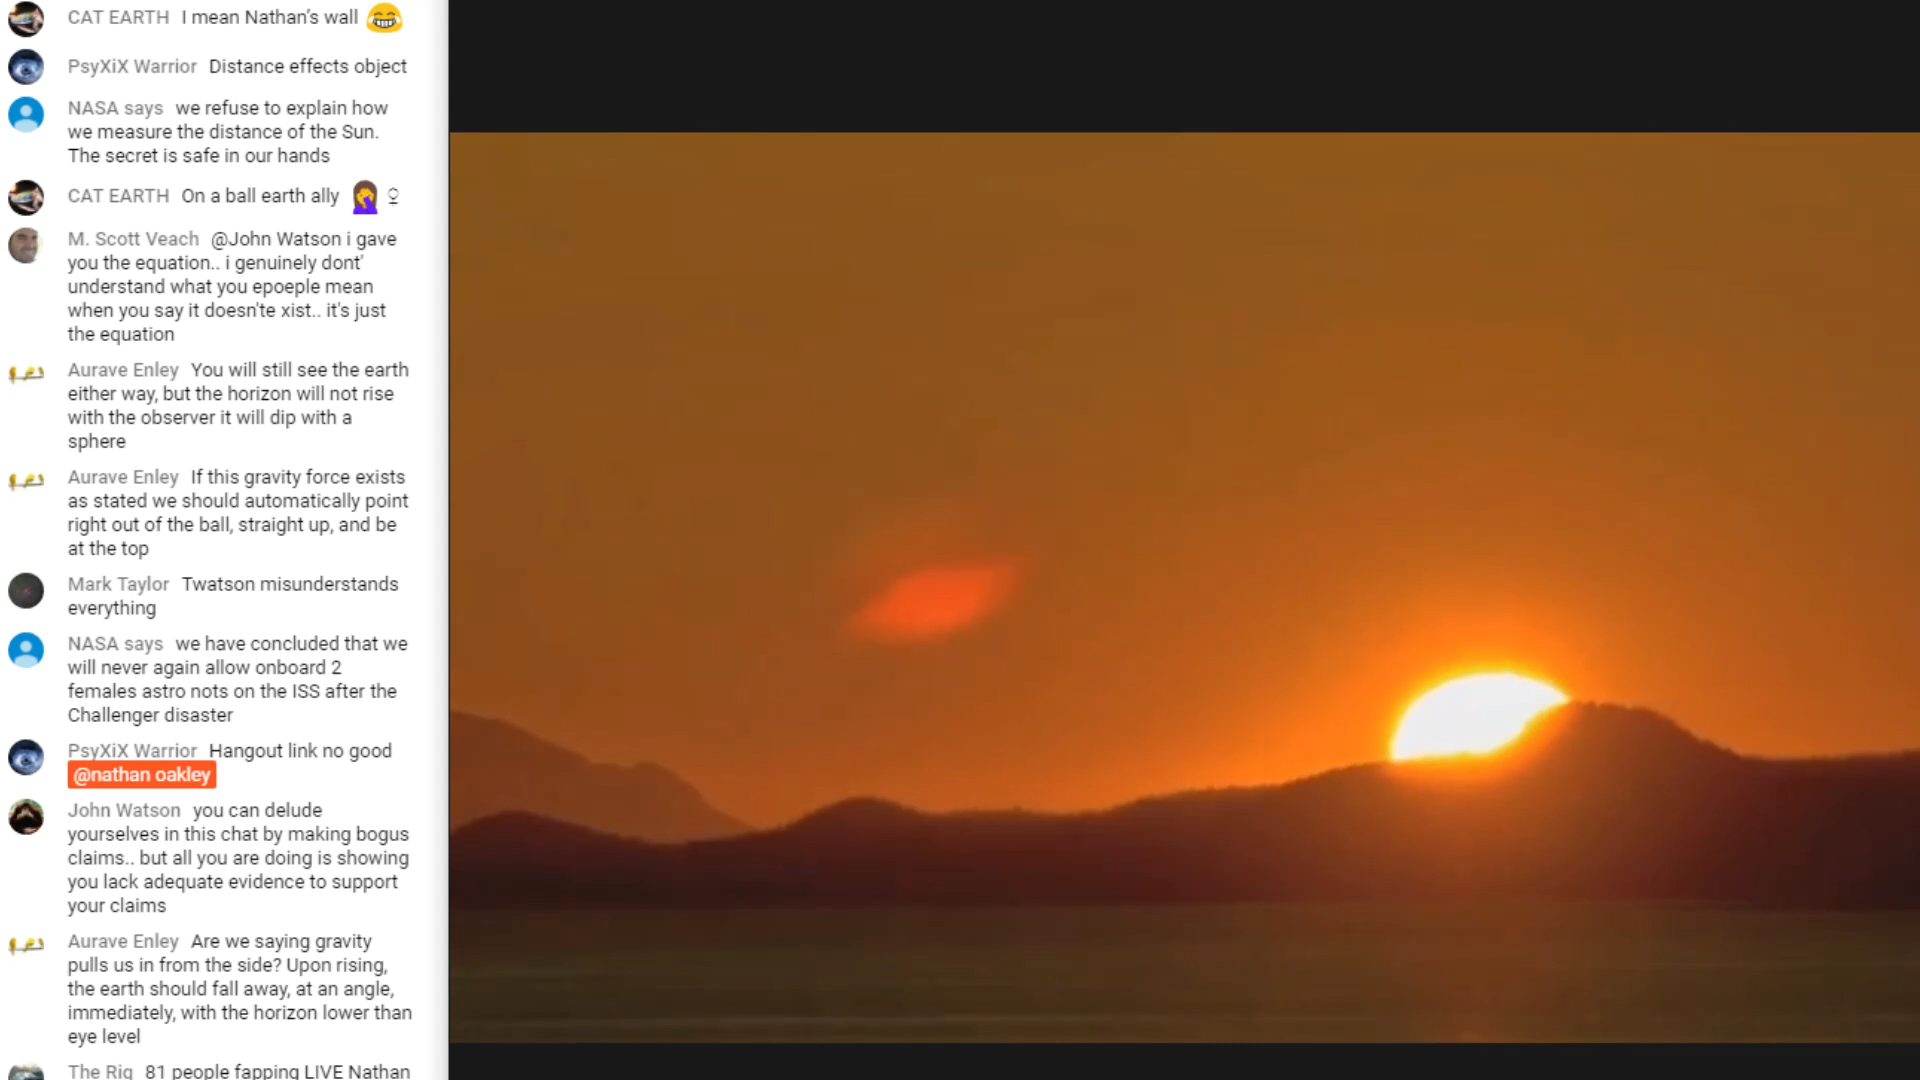 CAT EARTH I mean Nathan's wall 😂
PsyXiX Warrior Distance effects object
NASA says we refuse to explain how
we measure the distance of the Sun.
The secret is safe in our hands
CAT EARTH On a ball earth ally 🤦♀
M. Scott Veach @John Watson i gave
you the equation.. i genuinely dont'
understand what you epoeple mean
when you say it doesn'te xist.. it's just
the equation
Aurave Enley You will still see the earth
either way, but the horizon will not rise
with the observer it will dip with a
sphere
Aurave Enley If this gravity force exists
as stated we should automatically point
right out of the ball, straight up, and be
at the top
Mark Taylor Twatson misunderstands
everything
NASA says we have concluded that we
will never again allow onboard 2
females astro nots on the ISS after the
Challenger disaster
PsyXiX Warrior Hangout link no good
@nathan oakley
John Watson you can delude
yourselves in this chat by making bogus
claims.. but all you are doing is showing
you lack adequate evidence to support
your claims
Aurave Enley Are we saying gravity
pulls us in from the side? Upon rising,
the earth should fall away, at an angle,
immediately, with the horizon lower than
eye level
The Rig 81 people fapping LIVE Nathan